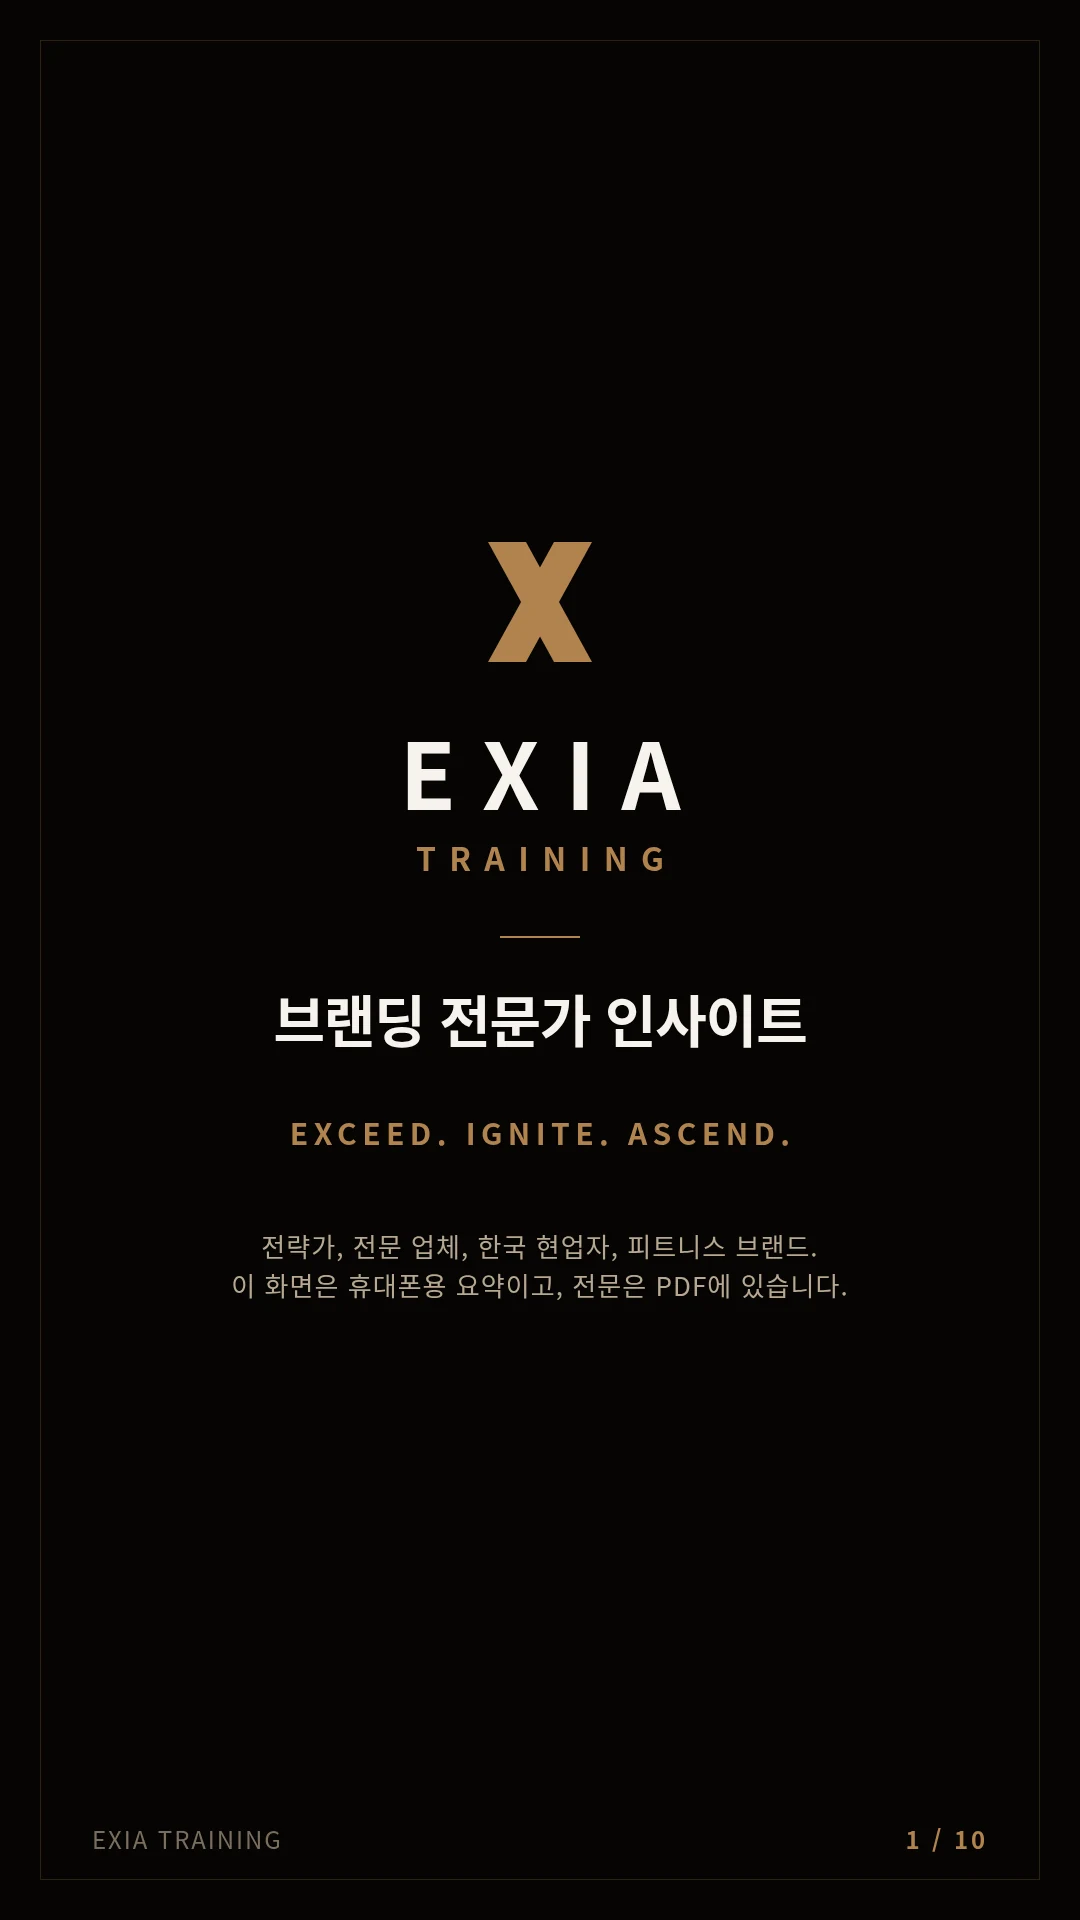 X
EXIA
TRAINING
브랜딩 전문가 인사이트
EXCEED. IGNITE. ASCEND.
전략가, 전문 업체, 한국 현업자, 피트니스 브랜드.
이 화면은 휴대폰용 요약이고, 전문은 PDF에 있습니다.
EXIA TRAINING
1 / 10